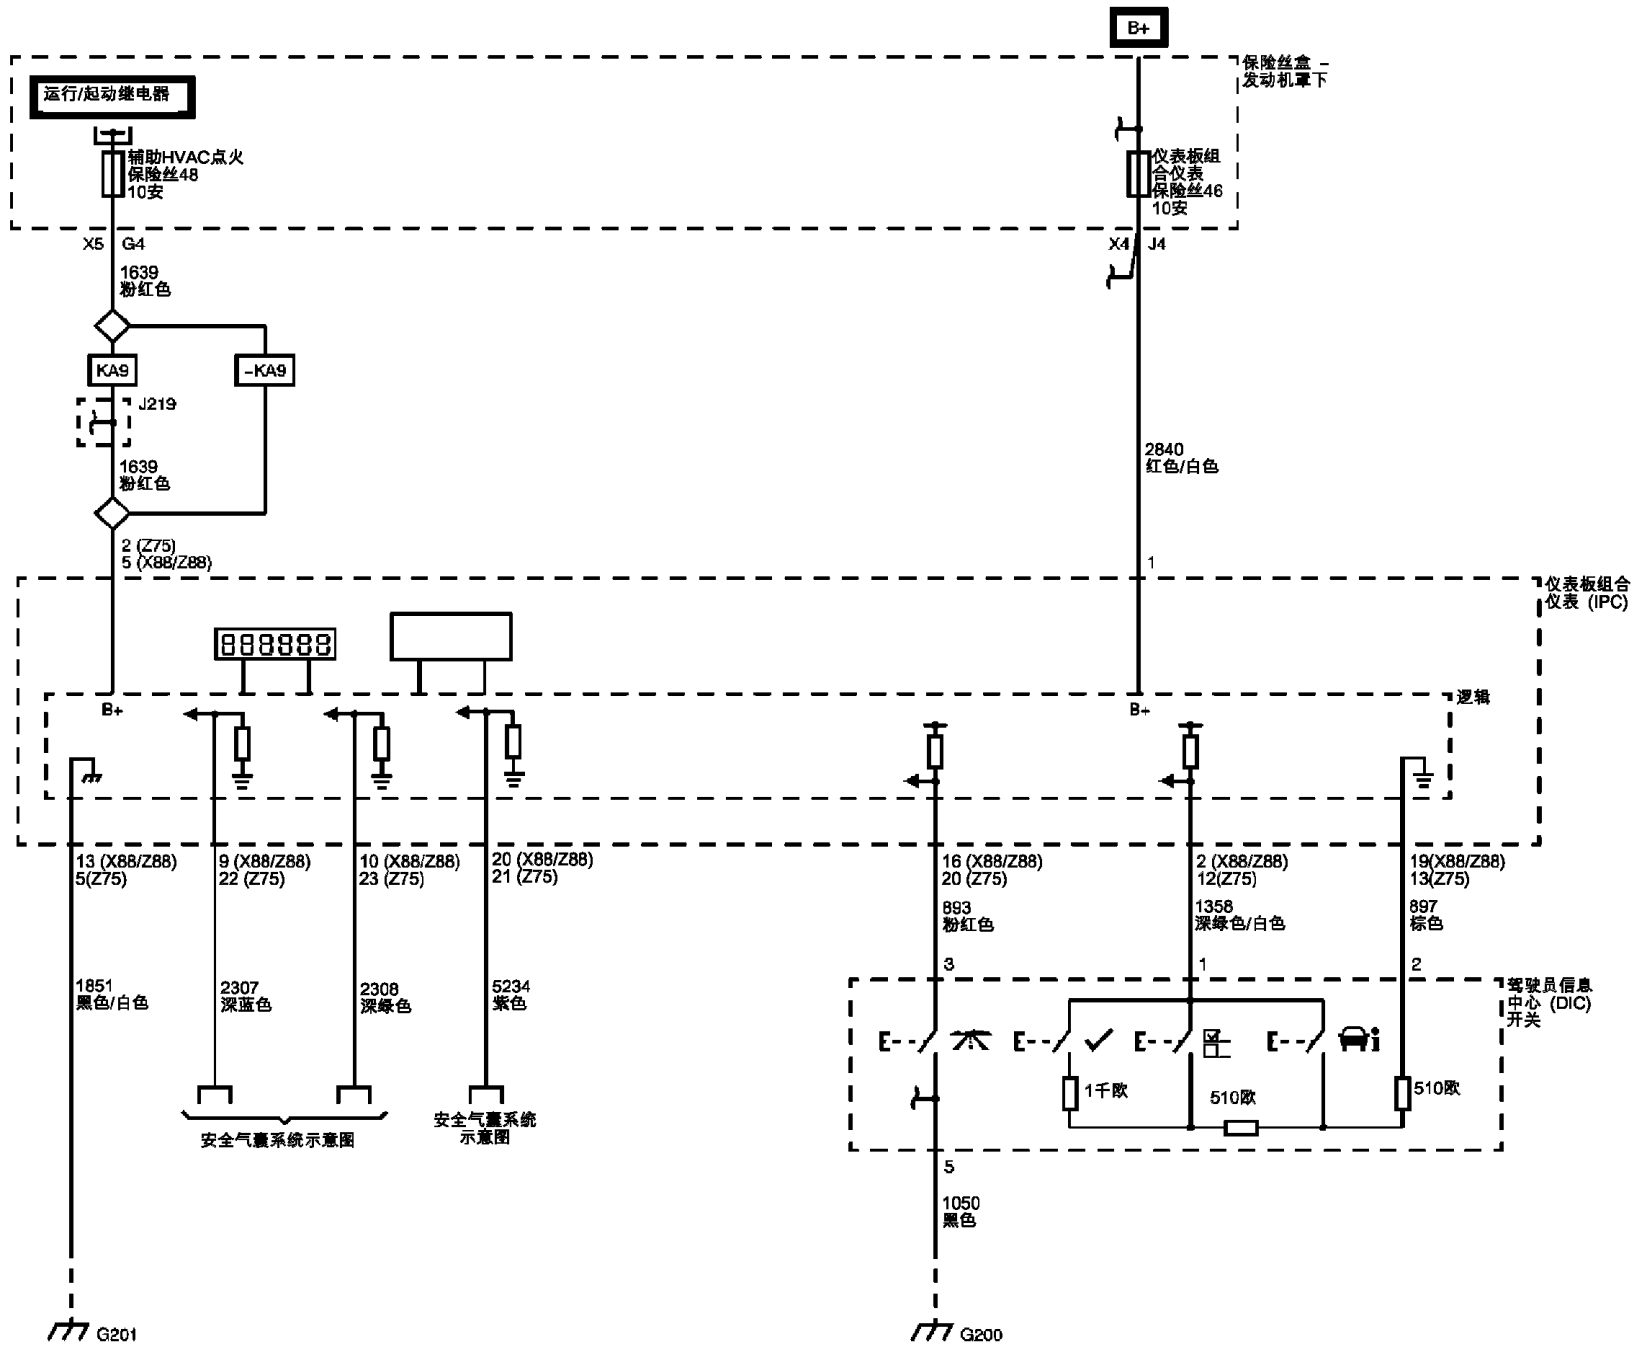 B+
保险丝盒 -
发动机罩下
运行/起动继电器
辅助HVAC点火
保险丝48
10安
仪表板组
合仪表
保险丝46
10安
X5 G4
X4 J4
1639
粉红色
KA9
-KA9
J219
1639
粉红色
2840
红色/白色
2 (Z75)
5 (X88/Z88)
1
仪表板组合
仪表 (IPC)
888888
B+
B+
逻辑
13 (X88/Z88)
5(Z75)
9 (X88/Z88)
22 (Z75)
10 (X88/Z88)
23 (Z75)
20 (X88/Z88)
21 (Z75)
16 (X88/Z88)
20 (Z75)
2 (X88/Z88)
12(Z75)
19(X88/Z88)
13(Z75)
893
粉红色
1358
深绿色/白色
897
棕色
3
1
2
1851
黑色/白色
2307
深蓝色
2308
深绿色
5234
紫色
驾驶员信息
中心 (DIC)
开关
i
1千欧
510欧
510欧
安全气囊系统示意图
安全气囊系统
示意图
5
1050
黑色
G201
G200